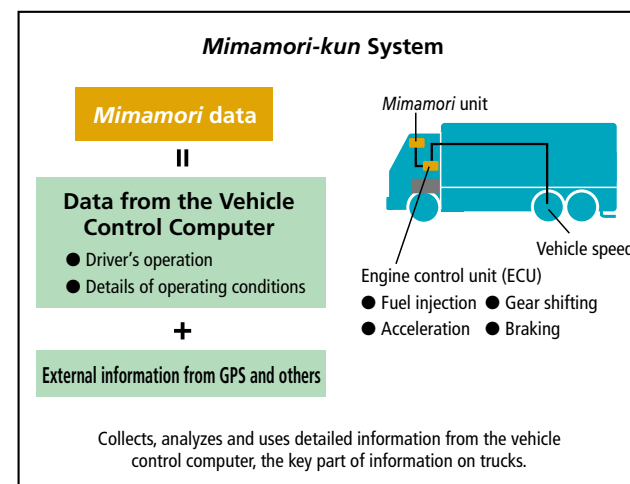 Mimamori-kun System
Mimamori data
=
Data from the Vehicle
Control Computer
● Driver's operation
● Details of operating conditions
+
External information from GPS and others
Mimamori unit
Vehicle speed
Engine control unit (ECU)
● Fuel injection ● Gear shifting
● Acceleration ● Braking
Collects, analyzes and uses detailed information from the vehicle
control computer, the key part of information on trucks.